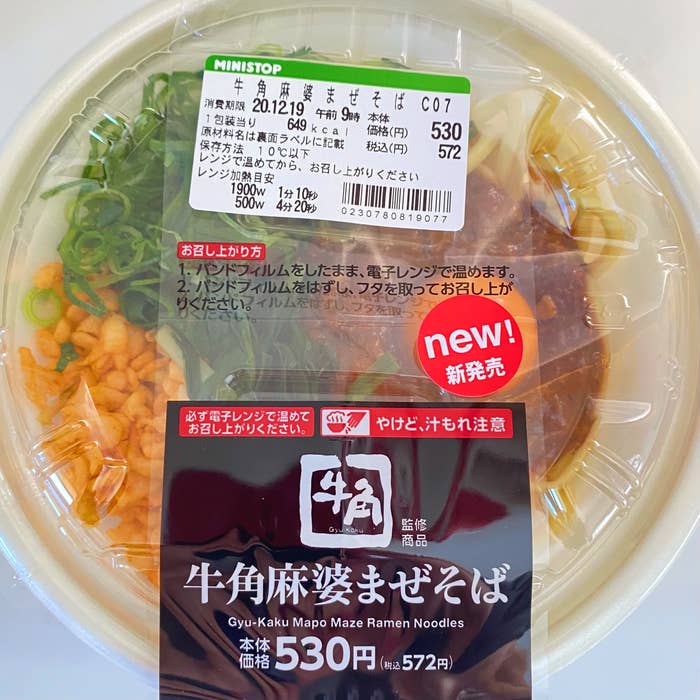 MINISTOP
牛角麻婆まぜそば C07
消費期限 20.12.19 午前 9時
1包装当り 649kcal
原材料名は裏面ラベルに記載
保存方法 10℃以下
レンジで温めてから、お召し上がりください
レンジ加熱目安
1900W 1分10秒
500W 4分20秒
本体
価格(円) 530
税込(円) 572
0230780819077
お召し上がり方
1. バンドフィルムをしたまま、電子レンジで温めます。
2. バンドフィルムをはずし、フタを取ってお召し上が
りください。
new!
新発売
必ず電子レンジで温めて
お召し上がりください。
やけど、汁もれ注意
牛角
Gyu-Kaku
監修
商品
牛角麻婆まぜそば
Gyu-Kaku Mapo Maze Ramen Noodles
本体
価格 530円 (税込572円)